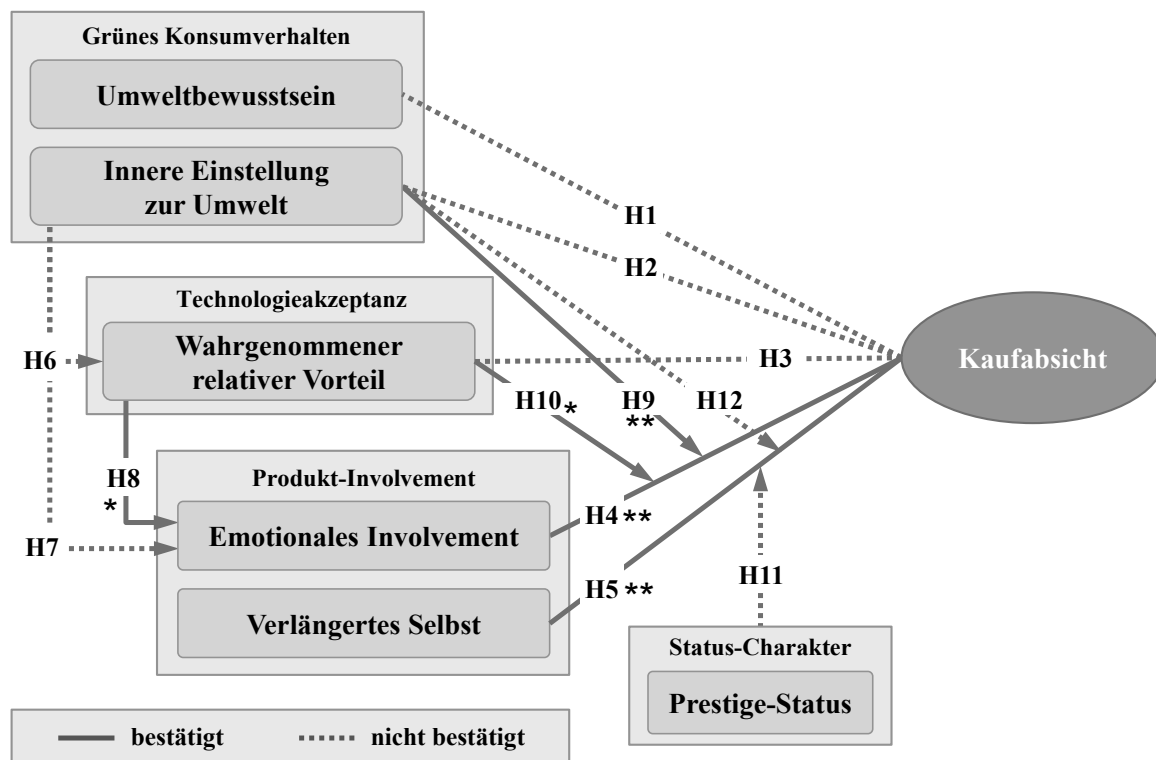 Grünes Konsumverhalten
Umweltbewusstsein
Innere Einstellung
zur Umwelt
H1
H2
Technologieakzeptanz
Wahrgenommener
relativer Vorteil
H6
H3
Kaufabsicht
H10 *
H9
**
H12
Produkt-Involvement
H8
*
Emotionales Involvement
H4 **
H7
H11
Verlängertes Selbst
H5 **
Status-Charakter
Prestige-Status
bestätigt
nicht bestätigt